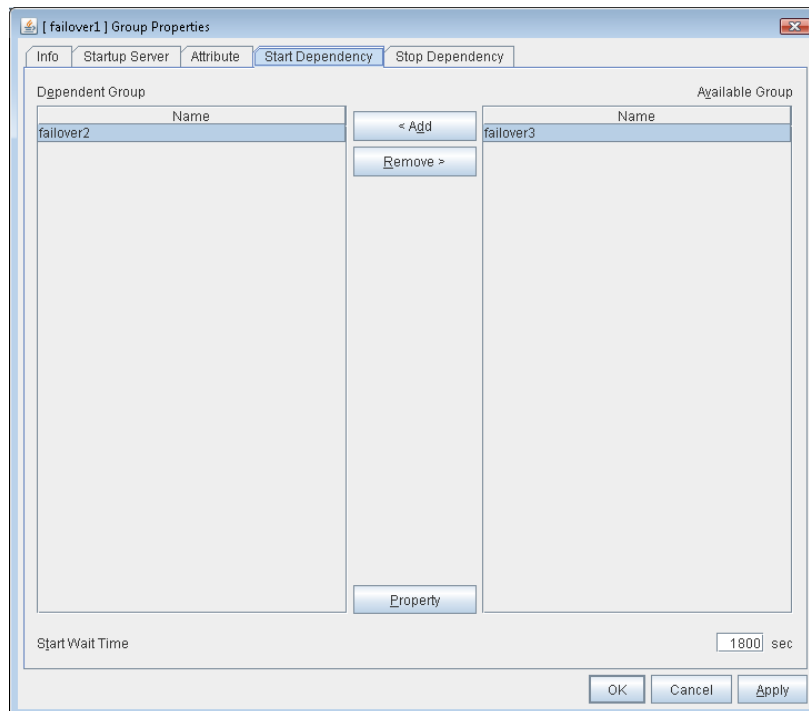 [ failover1 ] Group Properties
Info Startup Server Attribute Start Dependency Stop Dependency
Dependent Group Available Group
Name Name
failover2 failover3
< Add
Remove >
Property
Start Wait Time 1800 sec
OK Cancel Apply